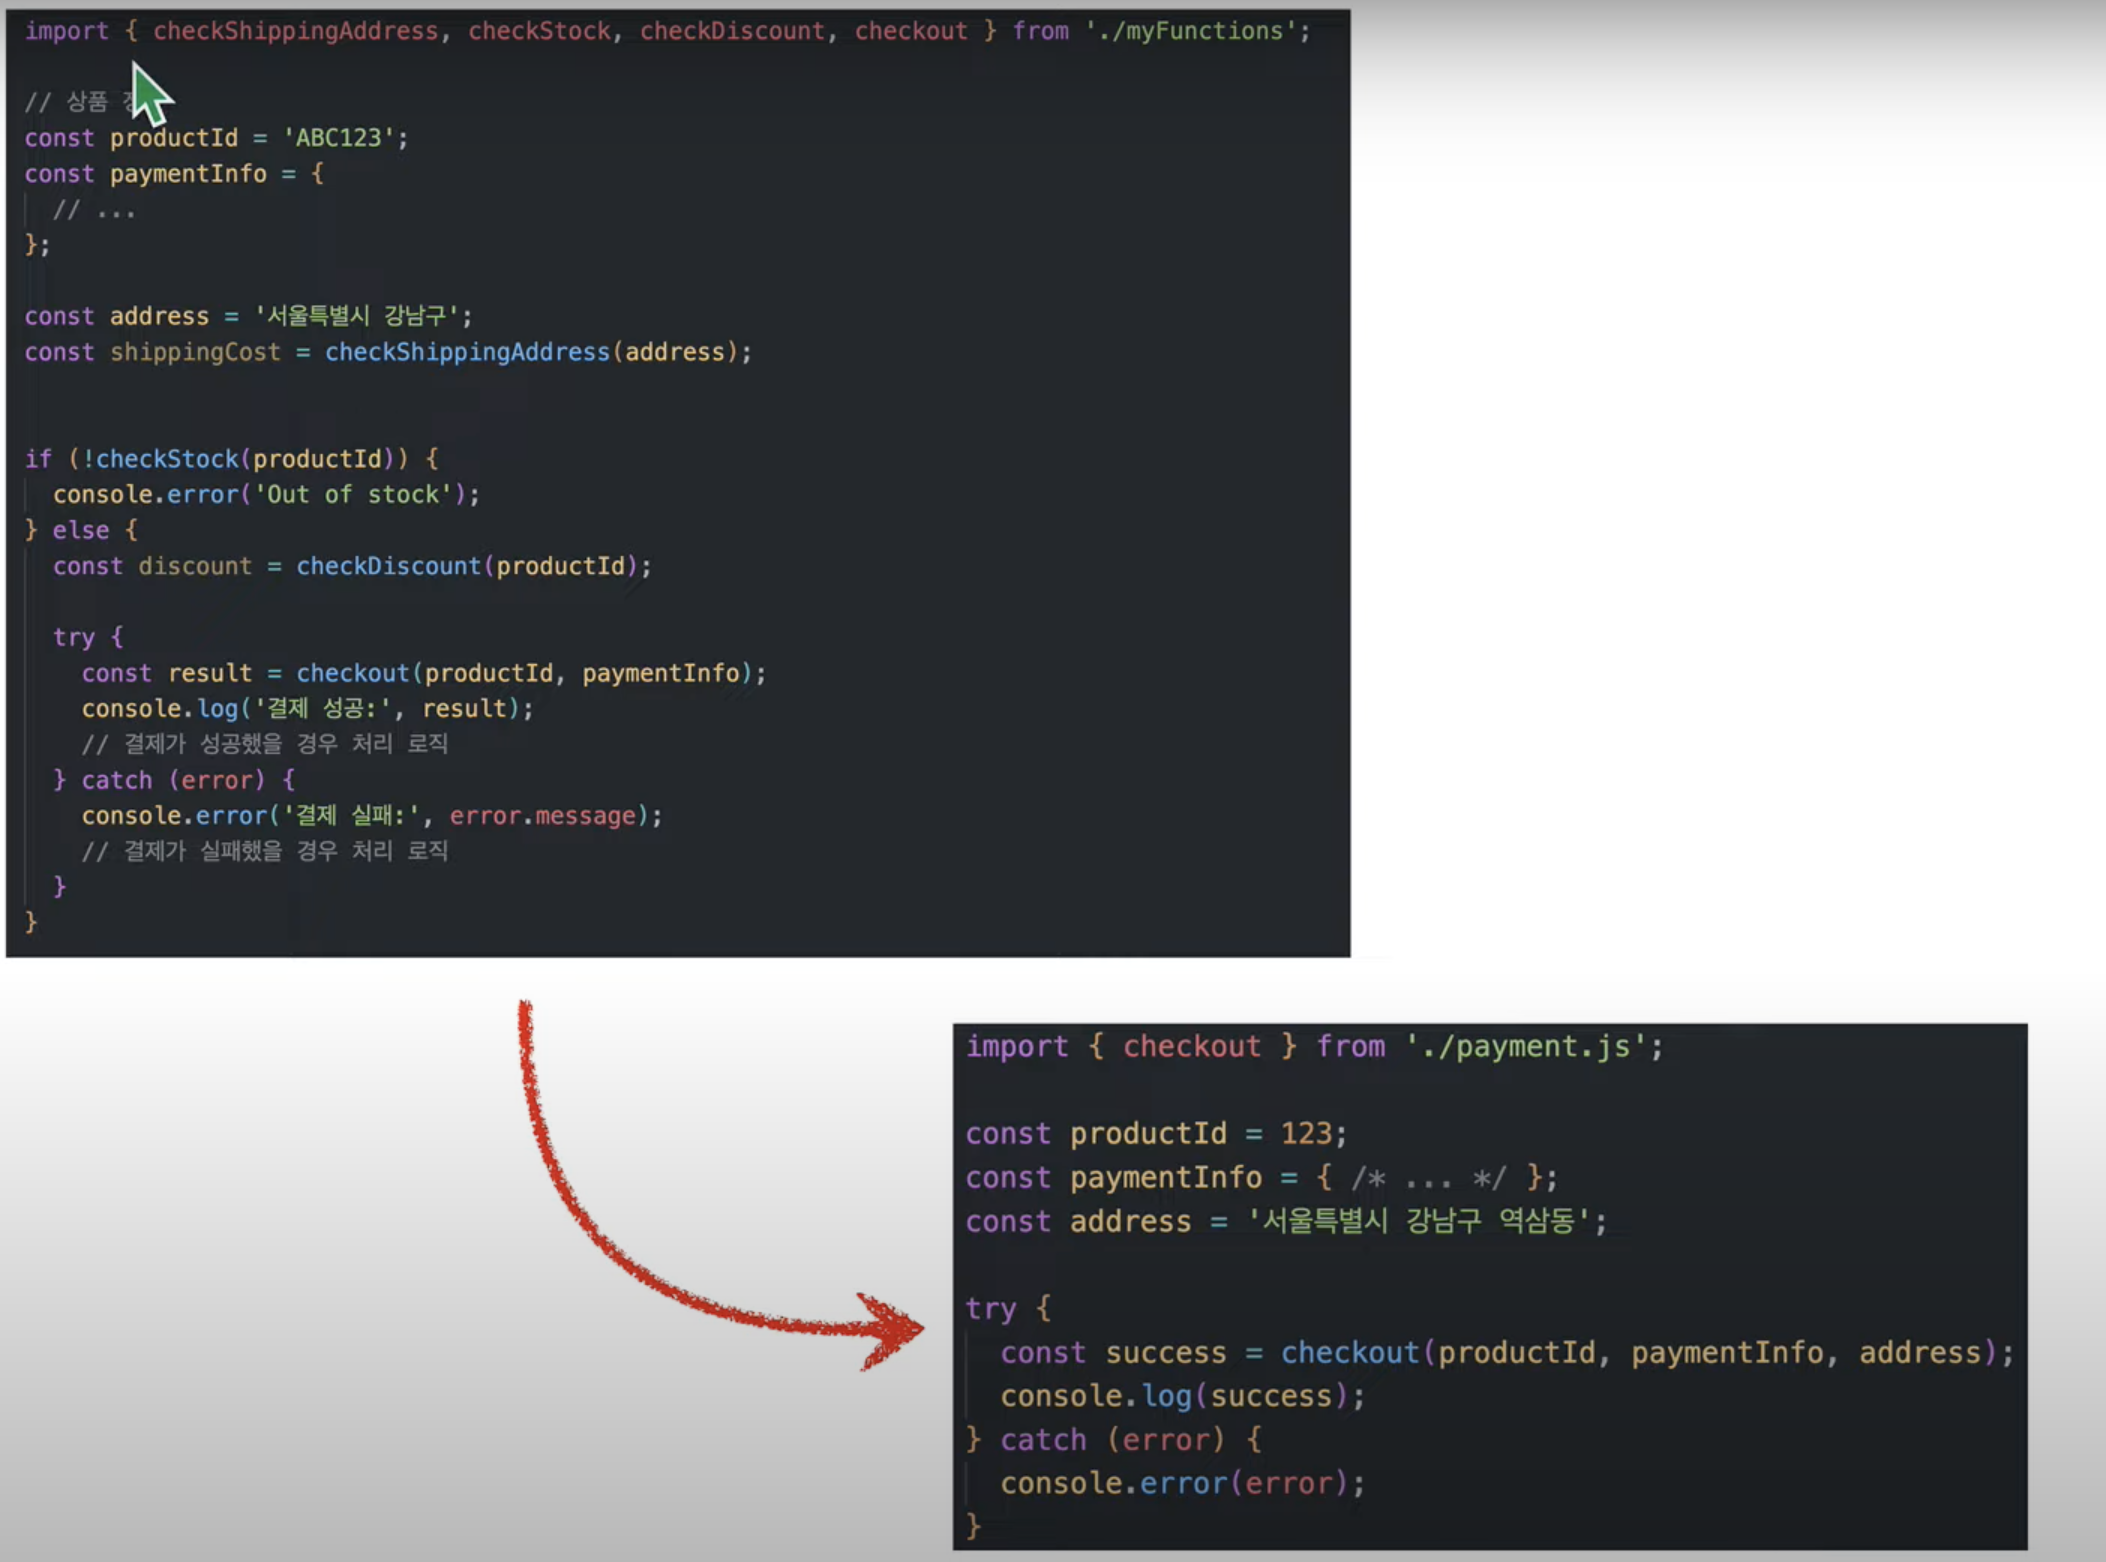 import { checkShippingAddress, checkStock, checkDiscount, checkout } from './myFunctions';
// 상품
const productId = 'ABC123';
const paymentInfo = {
// ...
};
const address = '서울특별시 강남구';
const shippingCost = checkShippingAddress(address);
if (!checkStock(productId)) {
console.error('Out of stock');
} else {
const discount = checkDiscount(productId);
try {
const result = checkout(productId, paymentInfo);
console.log('결제 성공:', result);
// 결제가 성공했을 경우 처리 로직
} catch (error) {
console.error('결제 실패:', error.message);
// 결제가 실패했을 경우 처리 로직
}
}
import { checkout } from './payment.js';
const productId = 123;
const paymentInfo = { /* ... */ };
const address = '서울특별시 강남구 역삼동';
try {
const success = checkout(productId, paymentInfo, address);
console.log(success);
} catch (error) {
console.error(error);
}